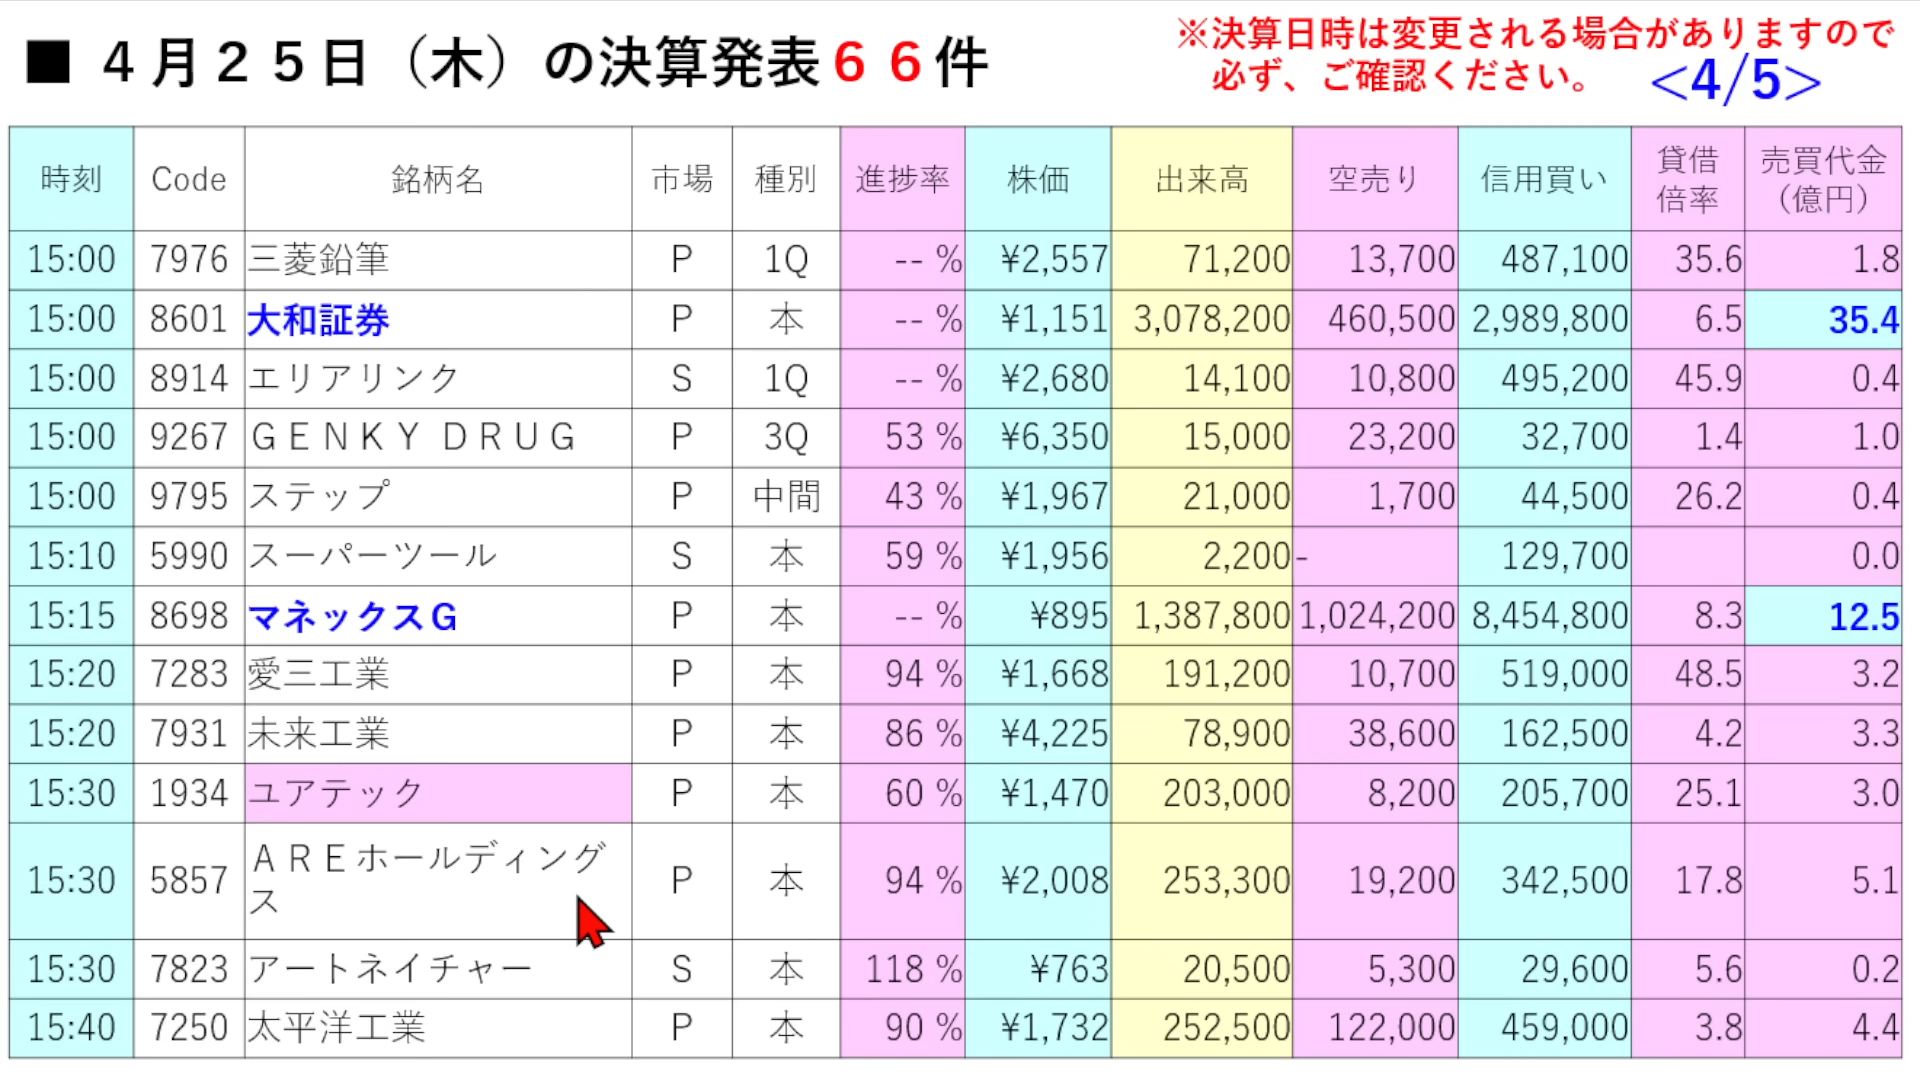 ■ ４月２５日（木）の決算発表６６件
※決算日時は変更される場合がありますので
必ず、ご確認ください。 <4/5>
時刻 Code 銘柄名 市場 種別 進捗率 株価 出来高 空売り 信用買い 貸借倍率 売買代金（億円）
15:00 7976 三菱鉛筆 P 1Q -- % ¥2,557 71,200 13,700 487,100 35.6 1.8
15:00 8601 大和証券 P 本 -- % ¥1,151 3,078,200 460,500 2,989,800 6.5 35.4
15:00 8914 エリアリンク S 1Q -- % ¥2,680 14,100 10,800 495,200 45.9 0.4
15:00 9267 ＧＥＮＫＹ ＤＲＵＧ P 3Q 53 % ¥6,350 15,000 23,200 32,700 1.4 1.0
15:00 9795 ステップ P 中間 43 % ¥1,967 21,000 1,700 44,500 26.2 0.4
15:10 5990 スーパーツール S 本 59 % ¥1,956 2,200 - 129,700 0.0
15:15 8698 マネックスＧ P 本 -- % ¥895 1,387,800 1,024,200 8,454,800 8.3 12.5
15:20 7283 愛三工業 P 本 94 % ¥1,668 191,200 10,700 519,000 48.5 3.2
15:20 7931 未来工業 P 本 86 % ¥4,225 78,900 38,600 162,500 4.2 3.3
15:30 1934 ユアテック P 本 60 % ¥1,470 203,000 8,200 205,700 25.1 3.0
15:30 5857 ＡＲＥホールディングス P 本 94 % ¥2,008 253,300 19,200 342,500 17.8 5.1
15:30 7823 アートネイチャー S 本 118 % ¥763 20,500 5,300 29,600 5.6 0.2
15:40 7250 太平洋工業 P 本 90 % ¥1,732 252,500 122,000 459,000 3.8 4.4